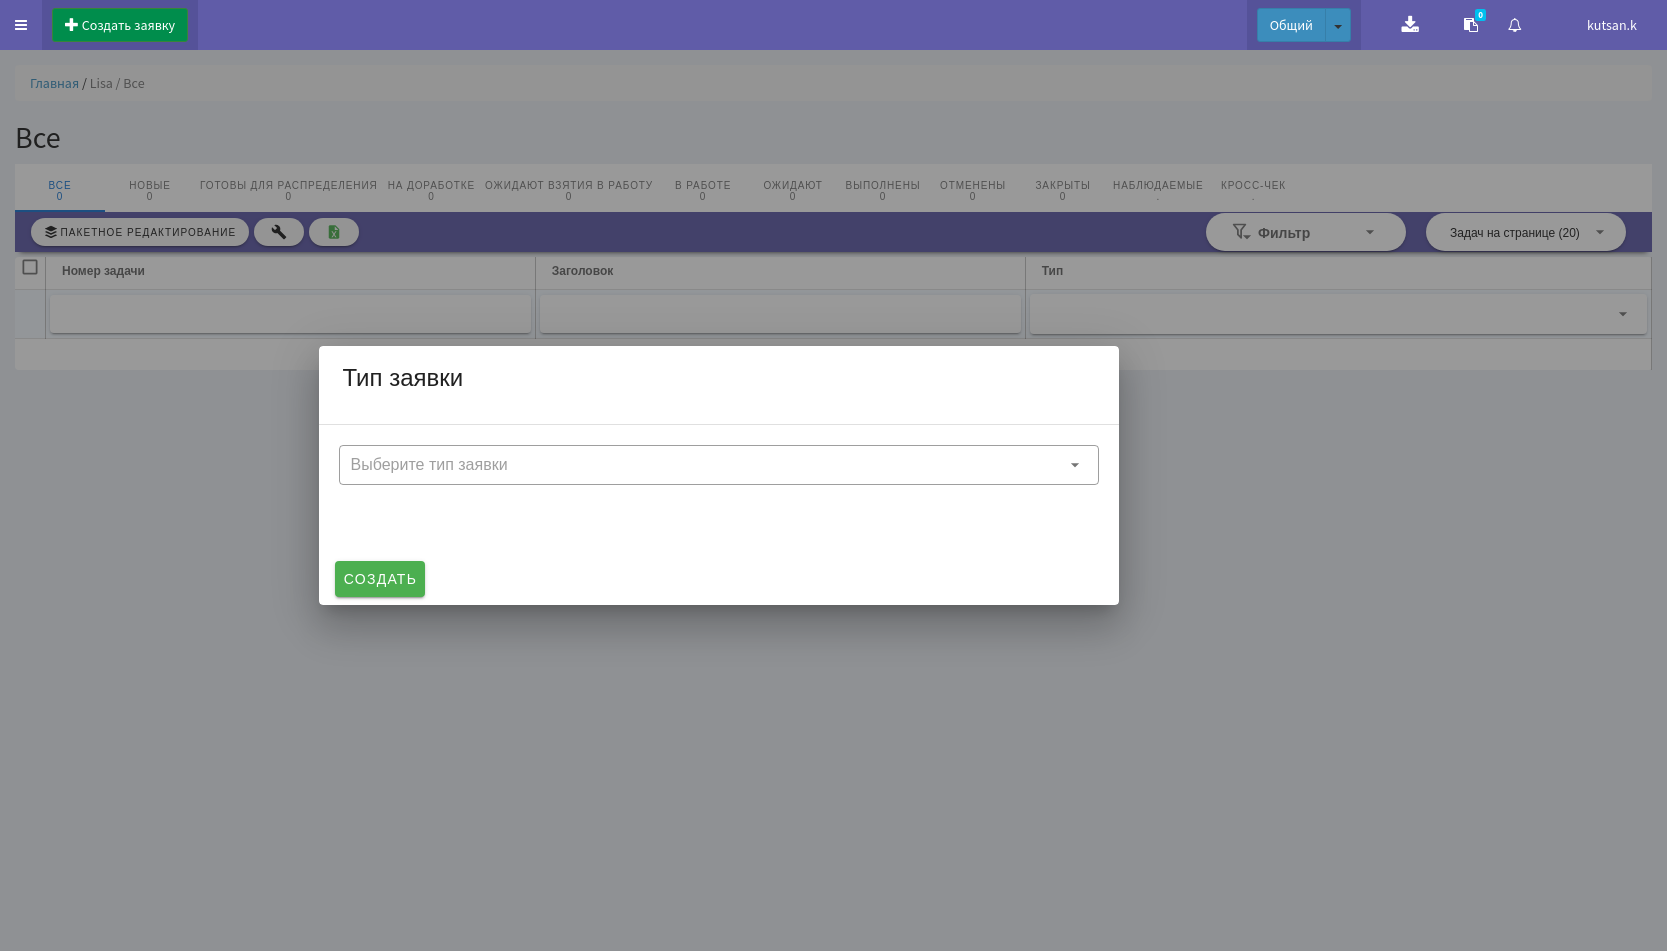 Создать заявку
Общий
0
kutsan.k
Главная / Lisa / Все
Все
ВСЕ НОВЫЕ ГОТОВЫ ДЛЯ РАСПРЕДЕЛЕНИЯ НА ДОРАБОТКЕ ОЖИДАЮТ ВЗЯТИЯ В РАБОТУ В РАБОТЕ ОЖИДАЮТ ВЫПОЛНЕНЫ ОТМЕНЕНЫ ЗАКРЫТЫ НАБЛЮДАЕМЫЕ КРОСС-ЧЕК
0 0 0 0 0 0 0 0 0 0 . .
ПАКЕТНОЕ РЕДАКТИРОВАНИЕ
Фильтр
Задач на странице (20)
Номер задачи Заголовок Тип
Тип заявки
Выберите тип заявки
СОЗДАТЬ